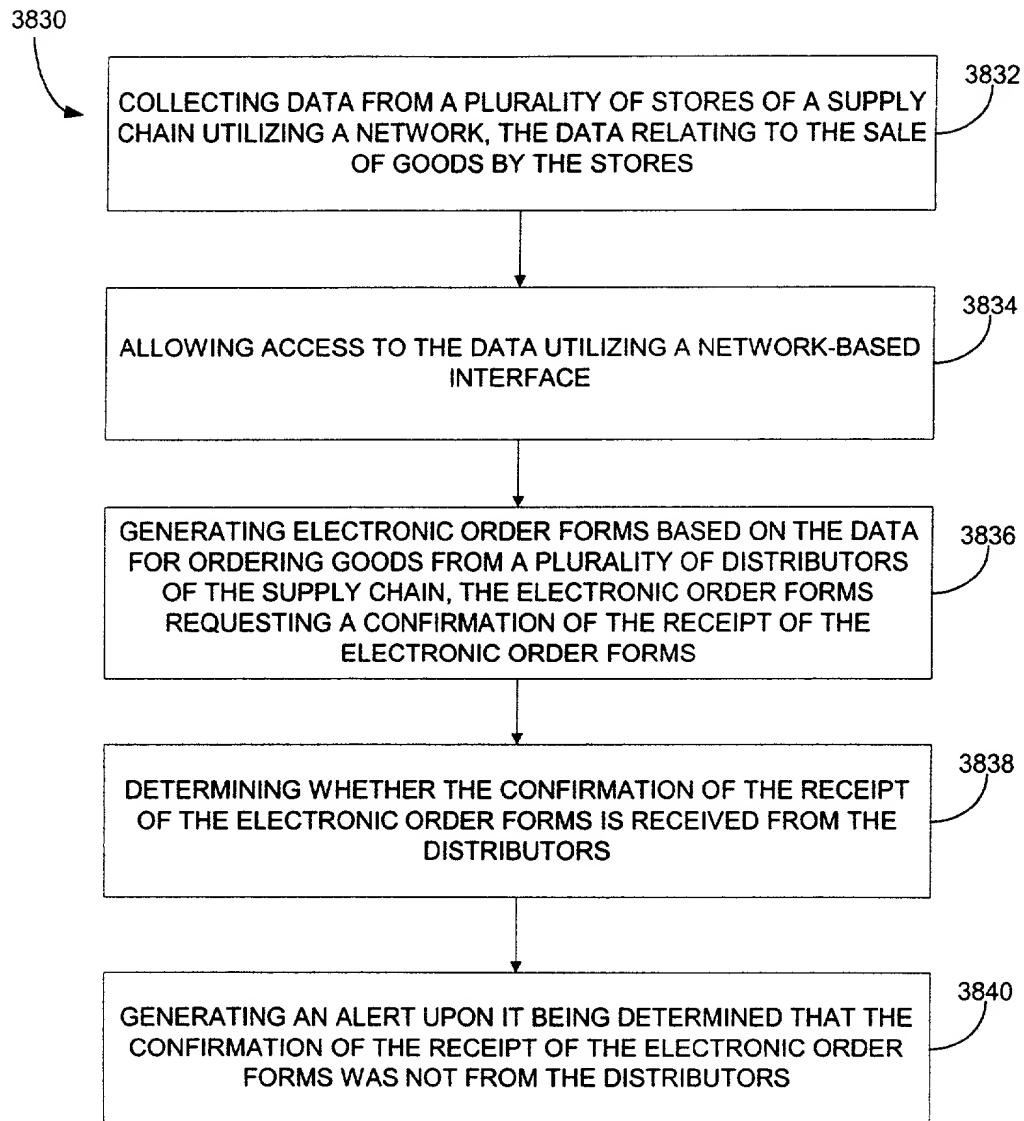 3830
3832
COLLECTING DATA FROM A PLURALITY OF STORES OF A SUPPLY
CHAIN UTILIZING A NETWORK, THE DATA RELATING TO THE SALE
OF GOODS BY THE STORES
3834
ALLOWING ACCESS TO THE DATA UTILIZING A NETWORK-BASED
INTERFACE
3836
GENERATING ELECTRONIC ORDER FORMS BASED ON THE DATA
FOR ORDERING GOODS FROM A PLURALITY OF DISTRIBUTORS
OF THE SUPPLY CHAIN, THE ELECTRONIC ORDER FORMS
REQUESTING A CONFIRMATION OF THE RECEIPT OF THE
ELECTRONIC ORDER FORMS
3838
DETERMINING WHETHER THE CONFIRMATION OF THE RECEIPT
OF THE ELECTRONIC ORDER FORMS IS RECEIVED FROM THE
DISTRIBUTORS
3840
GENERATING AN ALERT UPON IT BEING DETERMINED THAT THE
CONFIRMATION OF THE RECEIPT OF THE ELECTRONIC ORDER
FORMS WAS NOT FROM THE DISTRIBUTORS